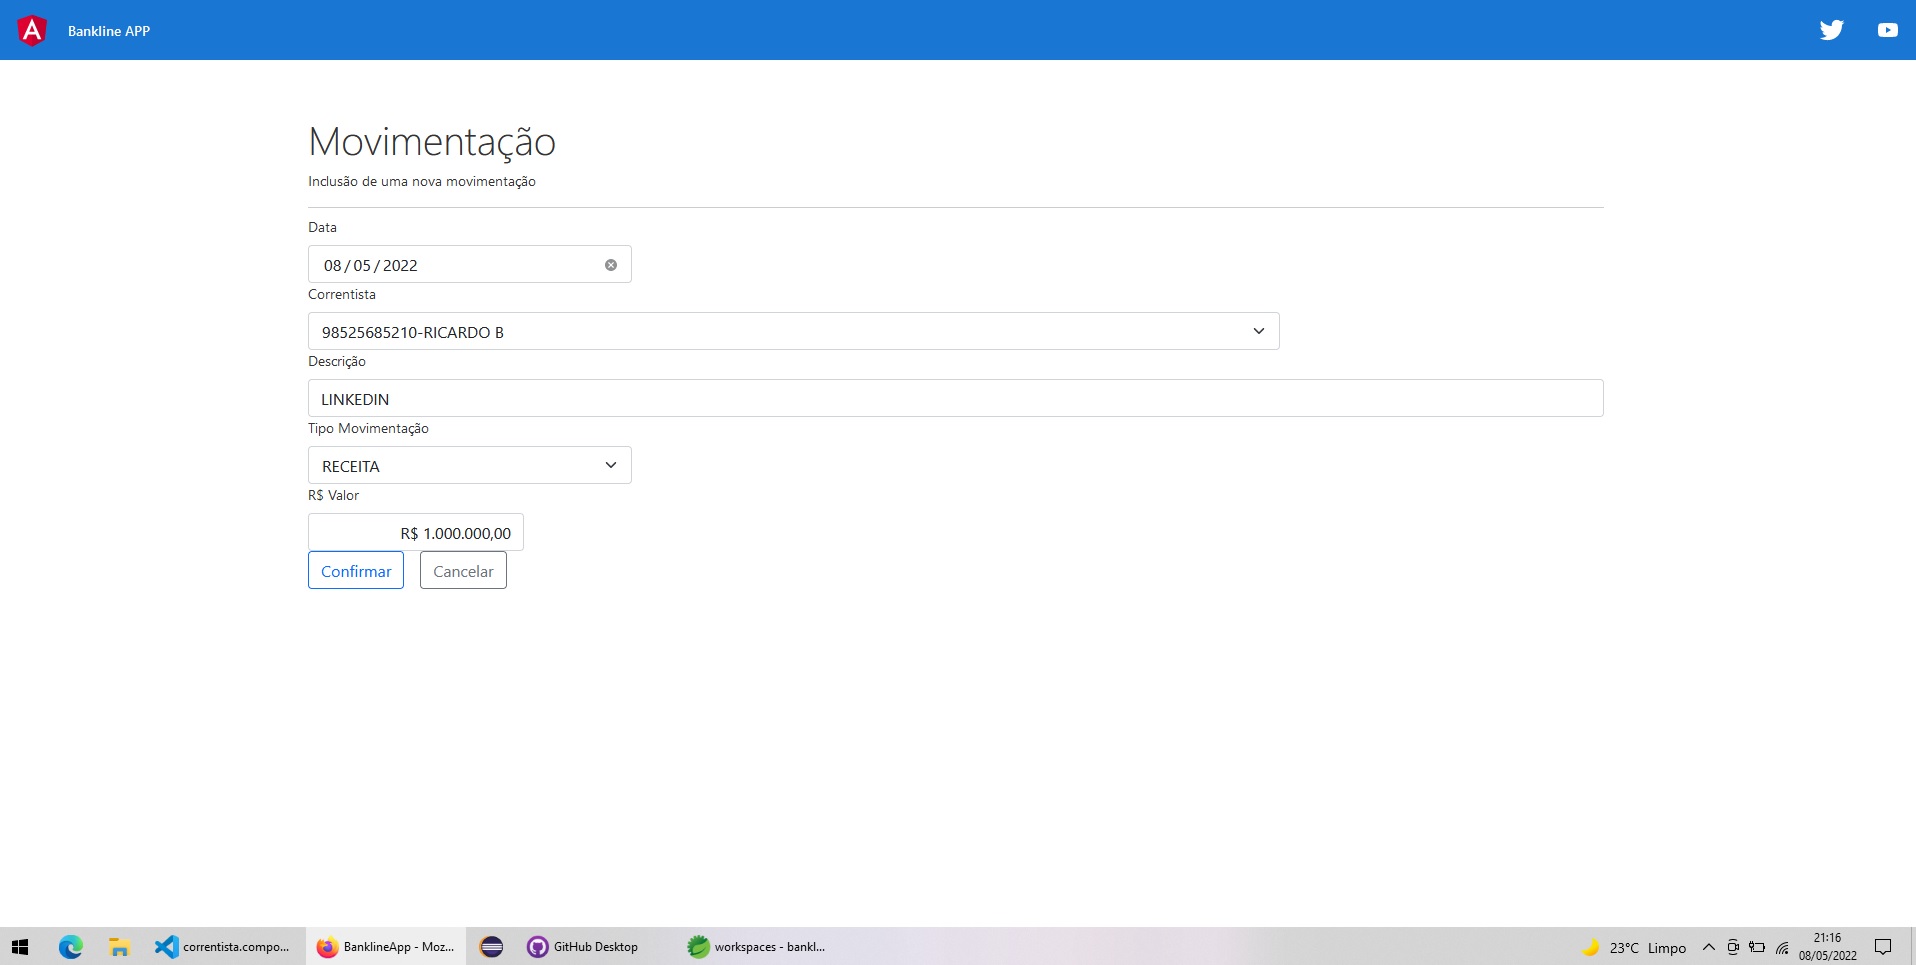 Bankline APP
Movimentação
Inclusão de uma nova movimentação
Data
08 / 05 / 2022
Correntista
98525685210-RICARDO B
Descrição
LINKEDIN
Tipo Movimentação
RECEITA
R$ Valor
R$ 1.000.000,00
Confirmar Cancelar
correntista.compo... BanklineApp - Moz... GitHub Desktop workspaces - bankl... 23°C Limpo 21:16
08/05/2022